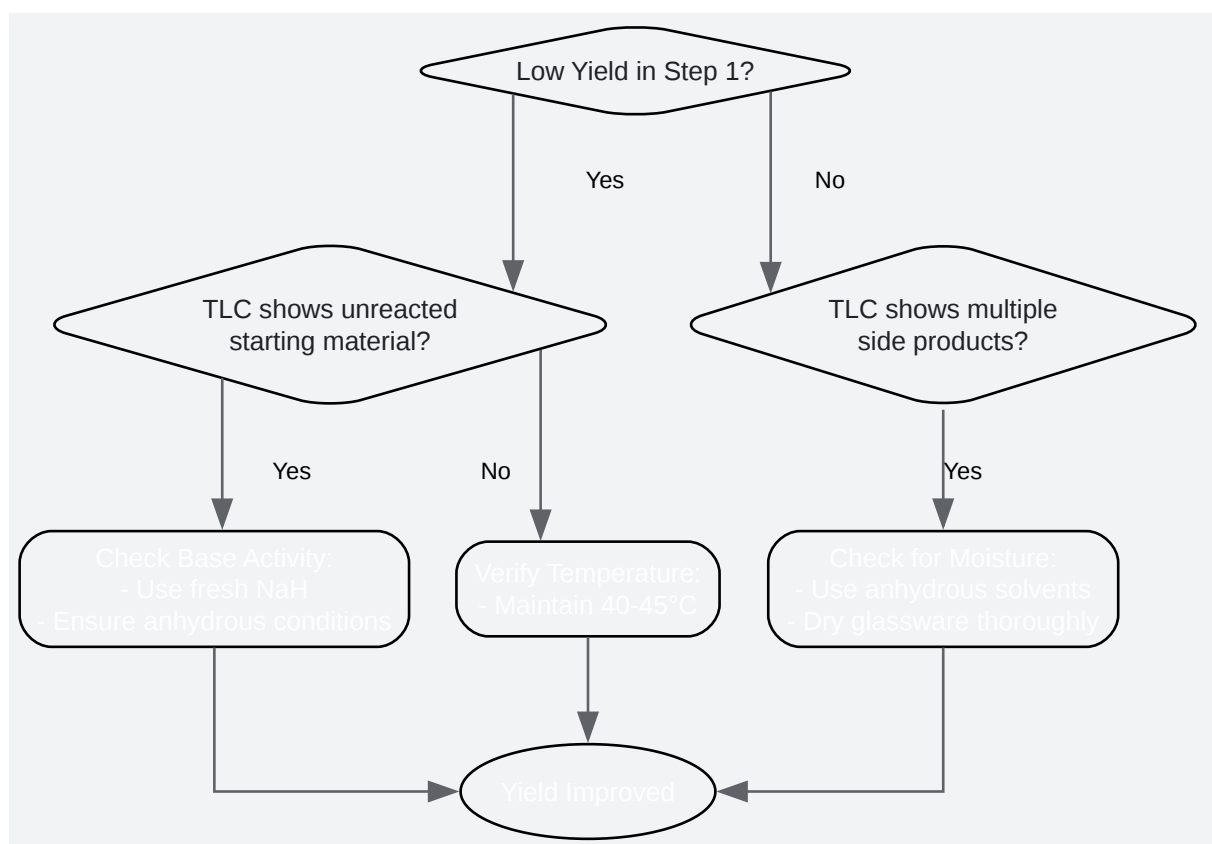 Low Yield in Step 1?
Yes
No
TLC shows unreacted
starting material?
TLC shows multiple
side products?
Yes
No
Yes
Check Base Activity:
- Use fresh NaH
- Ensure anhydrous conditions
Verify Temperature:
- Maintain 40-45°C
Check for Moisture:
- Use anhydrous solvents
- Dry glassware thoroughly
Yield Improved